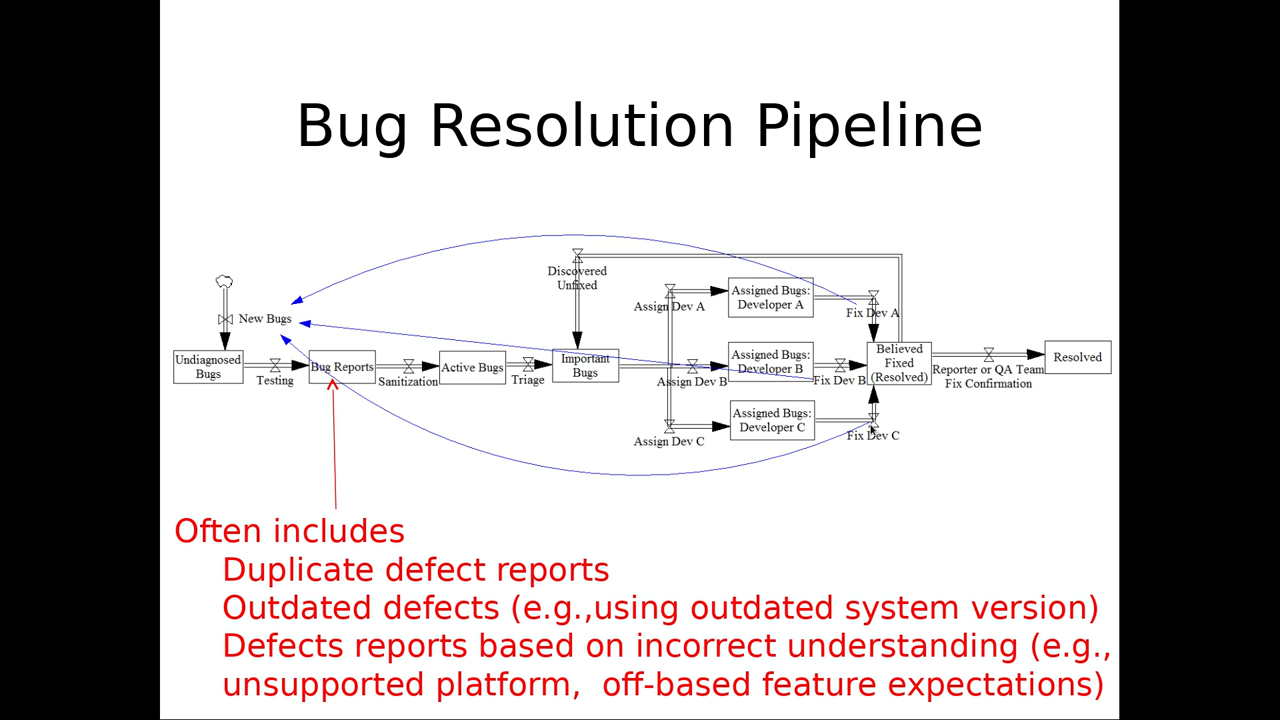 Bug Resolution Pipeline
Discovered
Unfixed
New Bugs
Assign Dev A
Assigned Bugs:
Developer A
Fix Dev A
Undiagnosed
Bugs
Testing
Bug Reports
Sanitization
Active Bugs
Triage
Important
Bugs
Assign Dev B
Assigned Bugs:
Developer B
Fix Dev B
Believed
Fixed
(Resolved)
Reporter or QA Team
Fix Confirmation
Resolved
Assign Dev C
Assigned Bugs:
Developer C
Fix Dev C
Often includes
Duplicate defect reports
Outdated defects (e.g.,using outdated system version)
Defects reports based on incorrect understanding (e.g.,
unsupported platform,  off-based feature expectations)